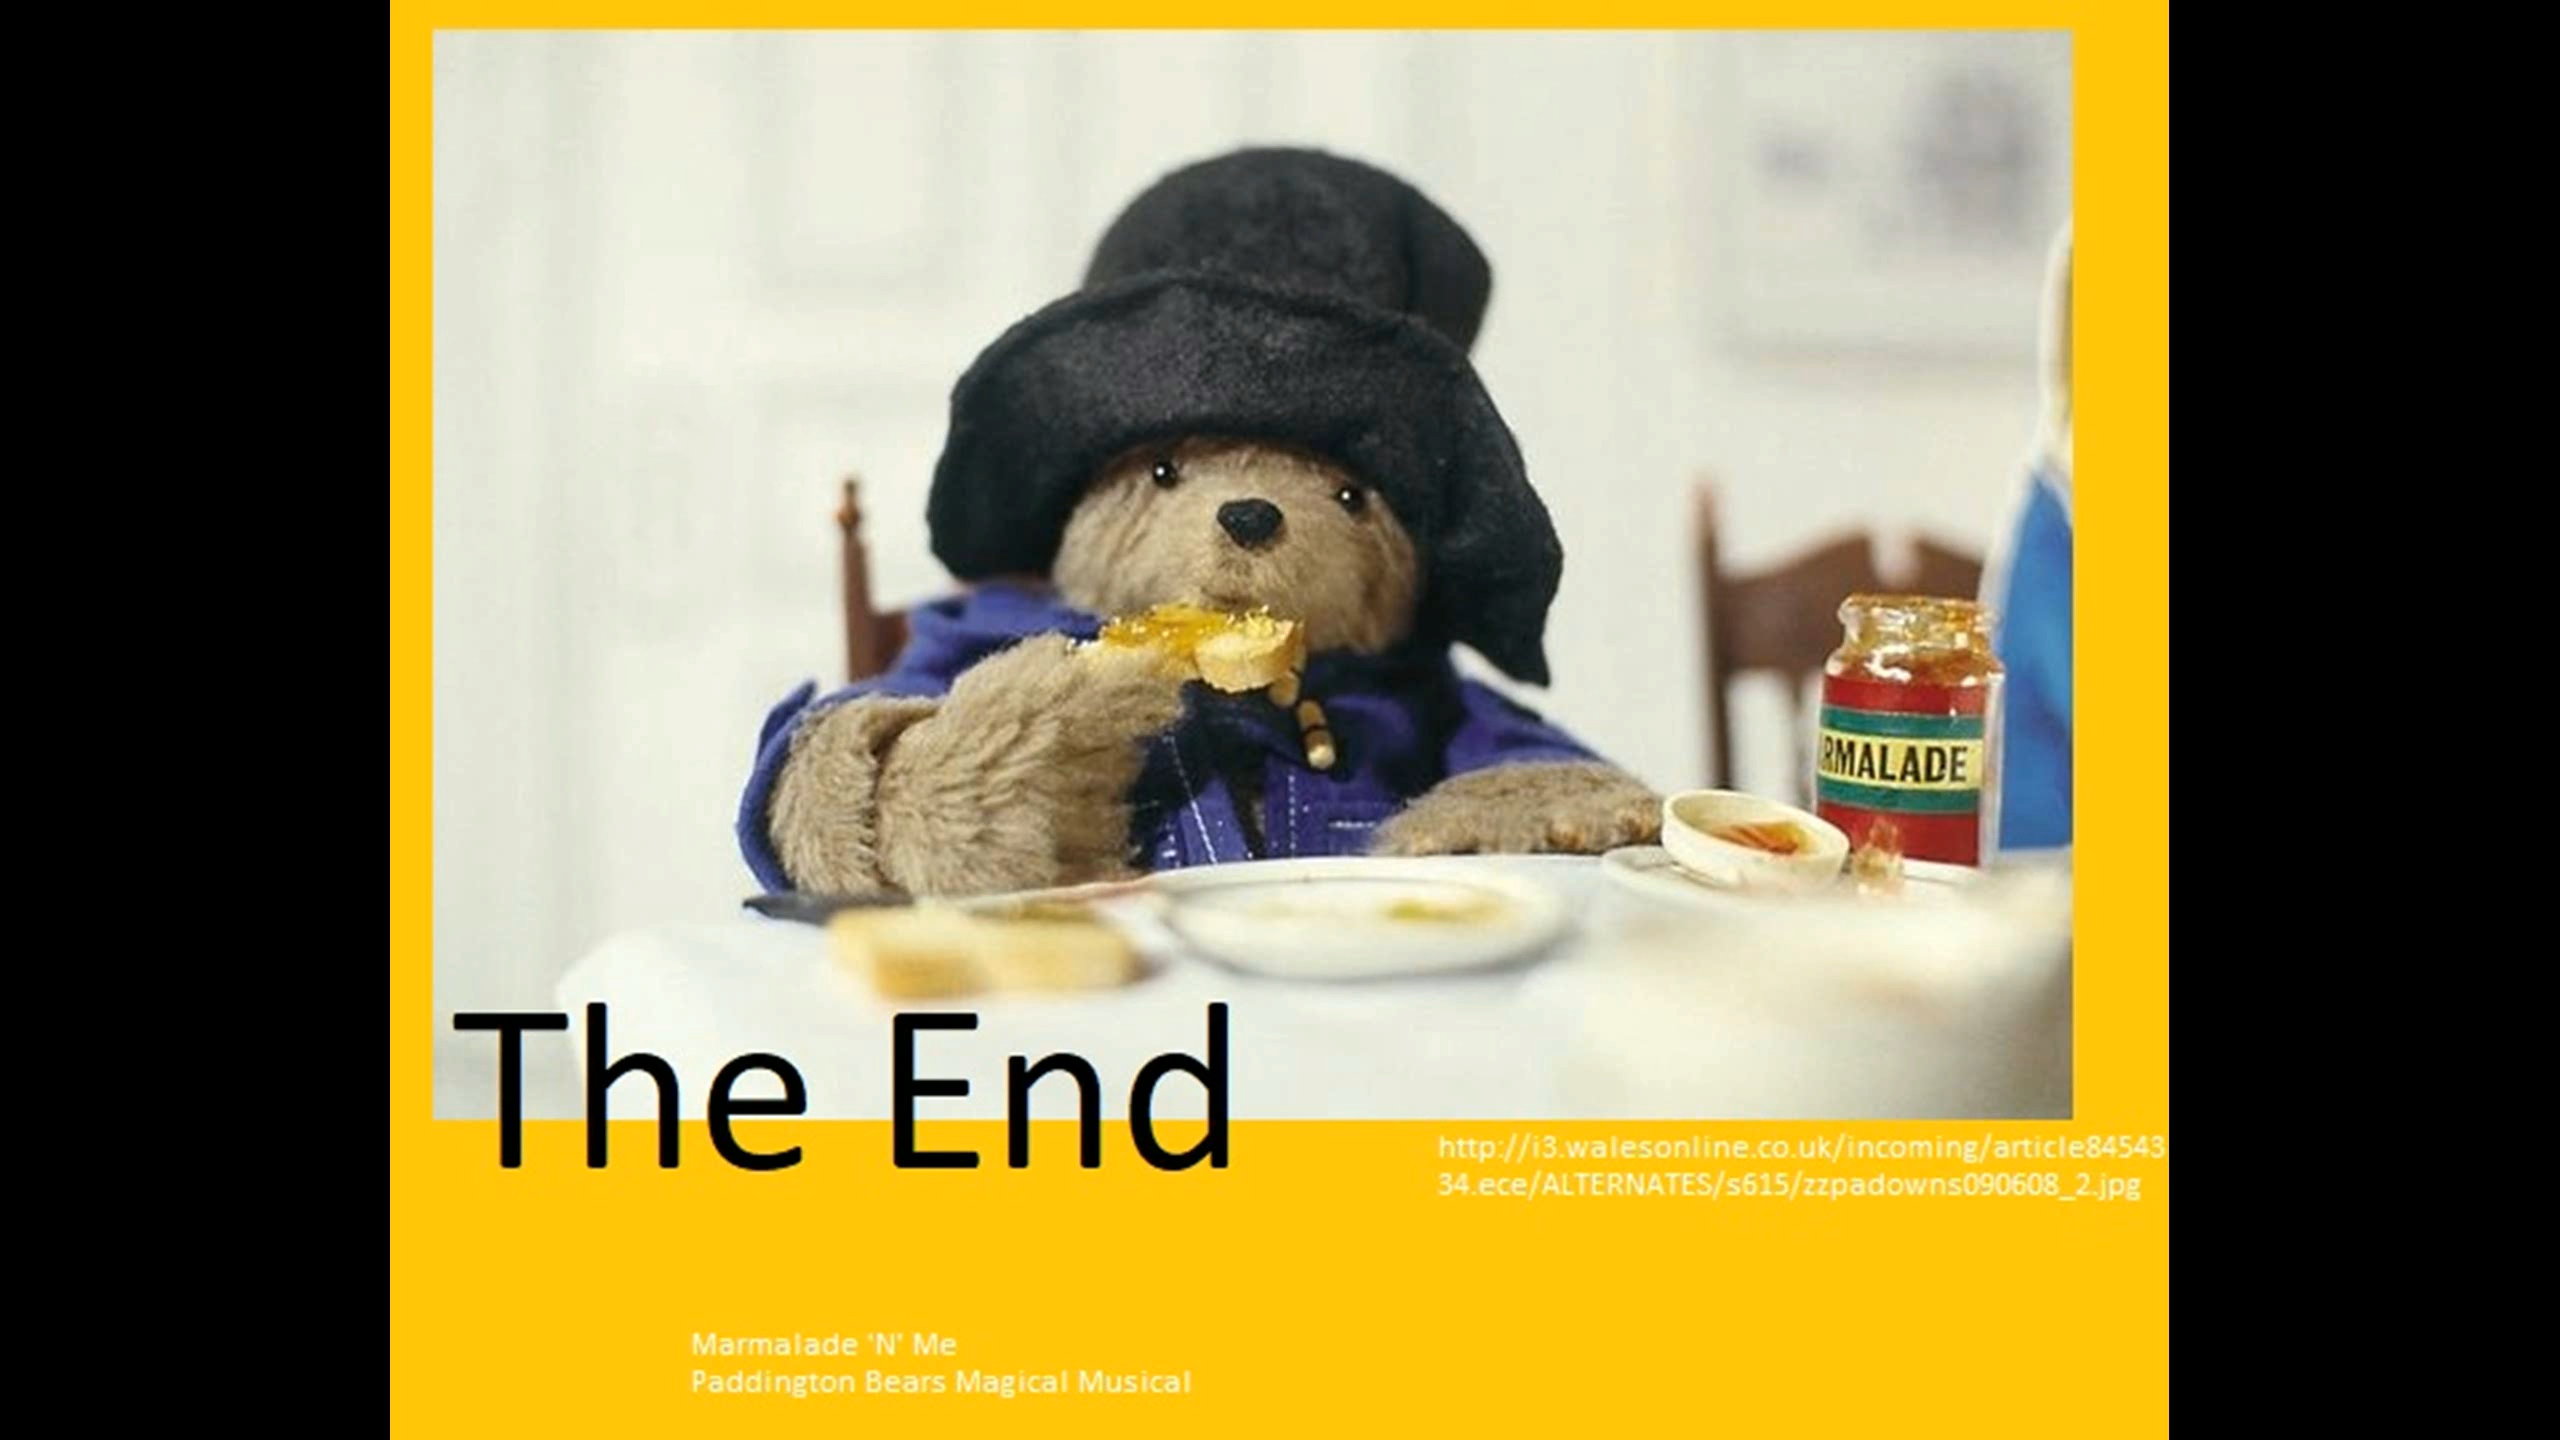 RMALADE
The End
http://i3.walesonline.co.uk/incoming/article84543
34.ece/ALTERNATES/s615/zzpadowns090608_2.jpg
Marmalade 'N' Me
Paddington Bears Magical Musical